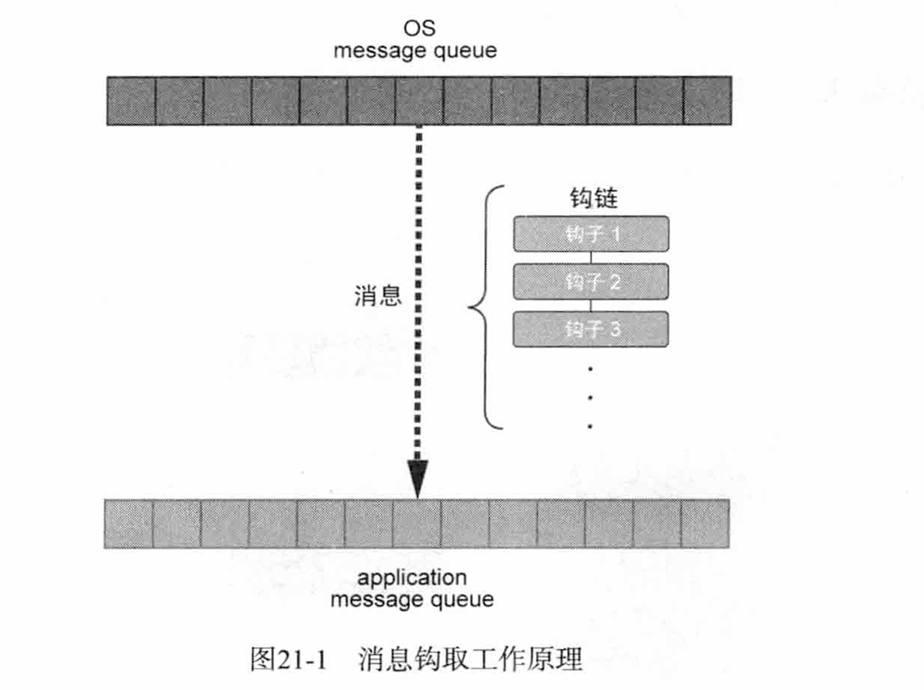 OS
message queue
钩链
钩子 1
钩子 2
消息
钩子 3
application
message queue
图21-1 消息钩取工作原理